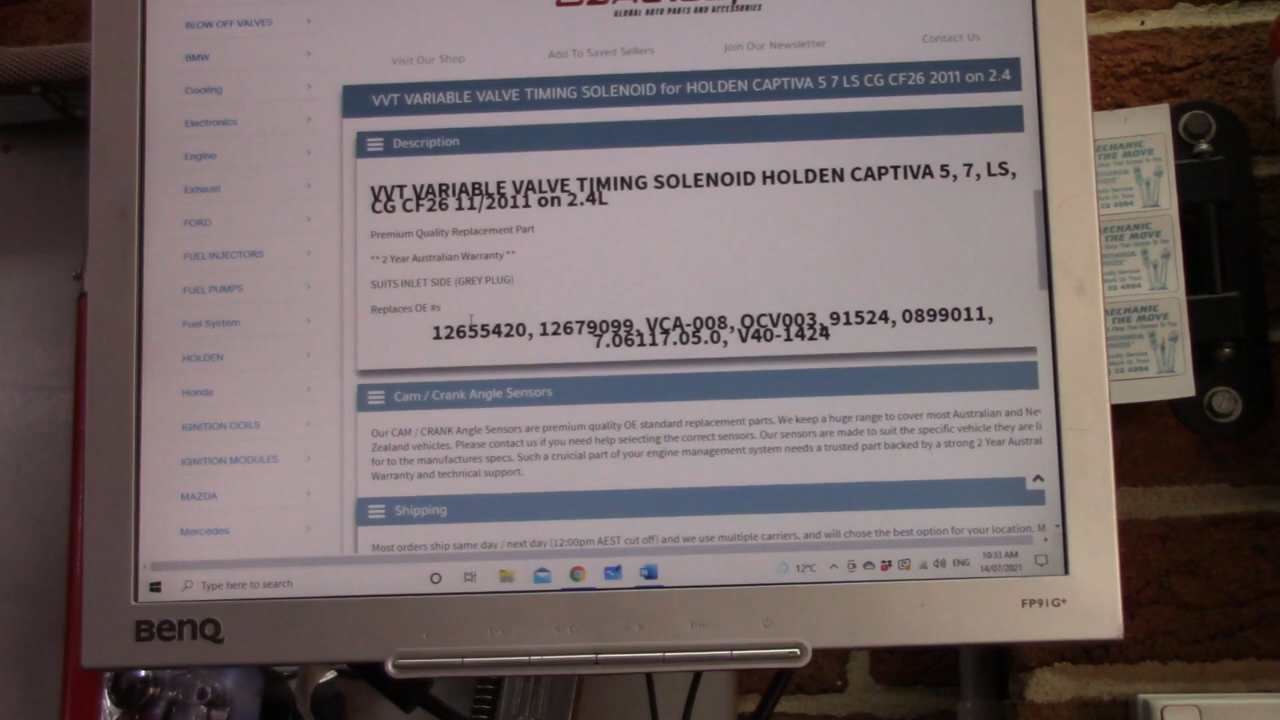 GLOBAL AUTO PARTS AND ACCESSORIES
Visit Our Shop
Add To Saved Sellers
Join Our Newsletter
Contact Us
BLOW OFF VALVES
BMW
Cooling
Electronics
Engine
Exhaust
FORD
FUEL INJECTORS
FUEL PUMPS
Fuel System
HOLDEN
Honda
IGNITION COILS
IGNITION MODULES
MAZDA
Mercedes
VVT VARIABLE VALVE TIMING SOLENOID for HOLDEN CAPTIVA 5 7 LS CG CF26 2011 on 2.4
Description
VVT VARIABLE VALVE TIMING SOLENOID HOLDEN CAPTIVA 5, 7, LS,
CG CF26 11/2011 on 2.4L
Premium Quality Replacement Part
** 2 Year Australian Warranty **
SUITS INLET SIDE (GREY PLUG)
Replaces OE #s
12655420, 12679099, VCA-008, OCV003, 91524, 0899011,
7.06117.05.0, V40-1424
Cam / Crank Angle Sensors
Our CAM / CRANK Angle Sensors are premium quality OE standard replacement parts. We keep a huge range to cover most Australian and Ne
Zealand vehicles. Please contact us if you need help selecting the correct sensors. Our sensors are made to suit the specific vehicle they are li
for to the manufactures specs. Such a cruicial part of your engine management system needs a trusted part backed by a strong 2 Year Austral
Warranty and technical support.
Shipping
Most orders ship same day / next day (12:00pm AEST cut off) and we use multiple carriers, and will chose the best option for your location. M
Type here to search
12°C
ENG
10:33 AM
14/07/2021
BenQ
FP91G+
ECHANIC
THE MOVE
22 4994
ECHANIC
THE MOVE
22 4994
ECHANIC
THE MOVE
22 4994